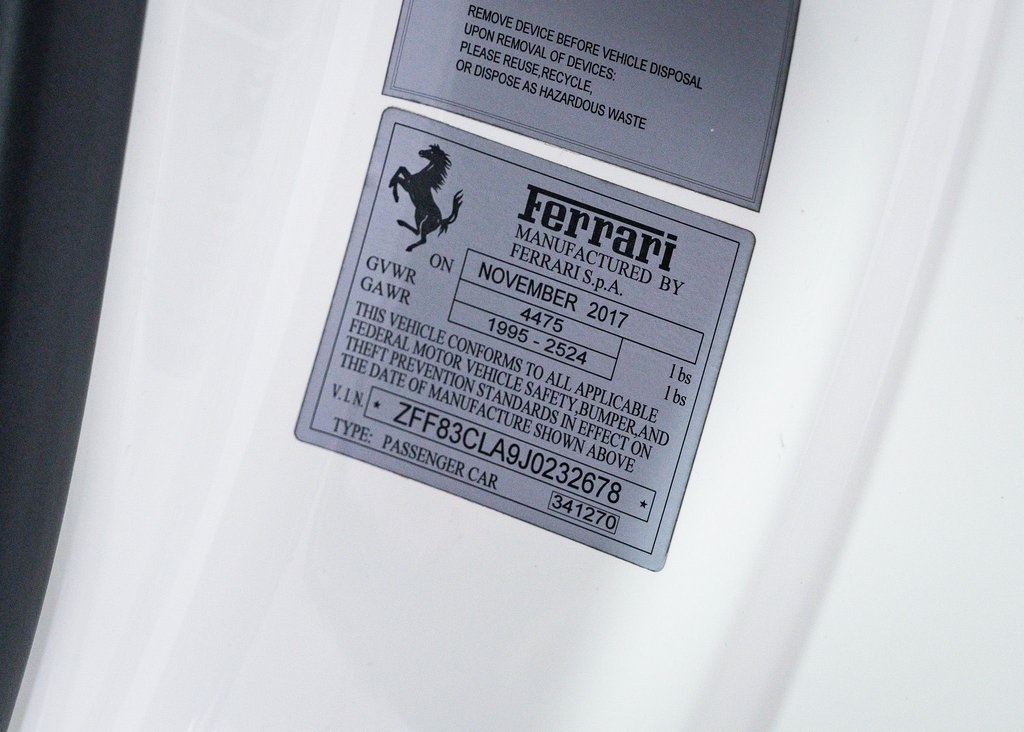 REMOVE DEVICE BEFORE VEHICLE DISPOSAL
UPON REMOVAL OF DEVICES:
PLEASE REUSE,RECYCLE,
OR DISPOSE AS HAZARDOUS WASTE
Ferrari
MANUFACTURED BY
FERRARI S.p.A.
ON NOVEMBER 2017
GVWR 4475 lbs
GAWR 1995 - 2524 lbs
THIS VEHICLE CONFORMS TO ALL APPLICABLE
FEDERAL MOTOR VEHICLE SAFETY,BUMPER,AND
THEFT PREVENTION STANDARDS IN EFFECT ON
THE DATE OF MANUFACTURE SHOWN ABOVE
V.I.N. * ZFF83CLA9J0232678 *
TYPE: PASSENGER CAR 341270